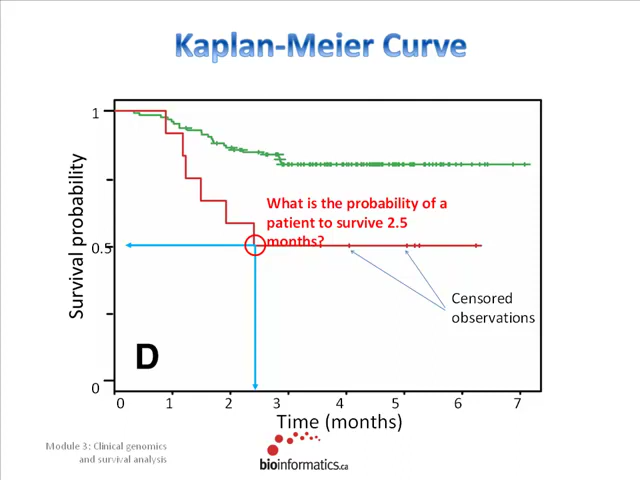 Kaplan-Meier Curve
Survival probability
1
0.5
0
What is the probability of a
patient to survive 2.5
months?
Censored
observations
D
0 1 2 3 4 5 6 7
Time (months)
Module 3: Clinical genomics
and survival analysis
bioinformatics.ca